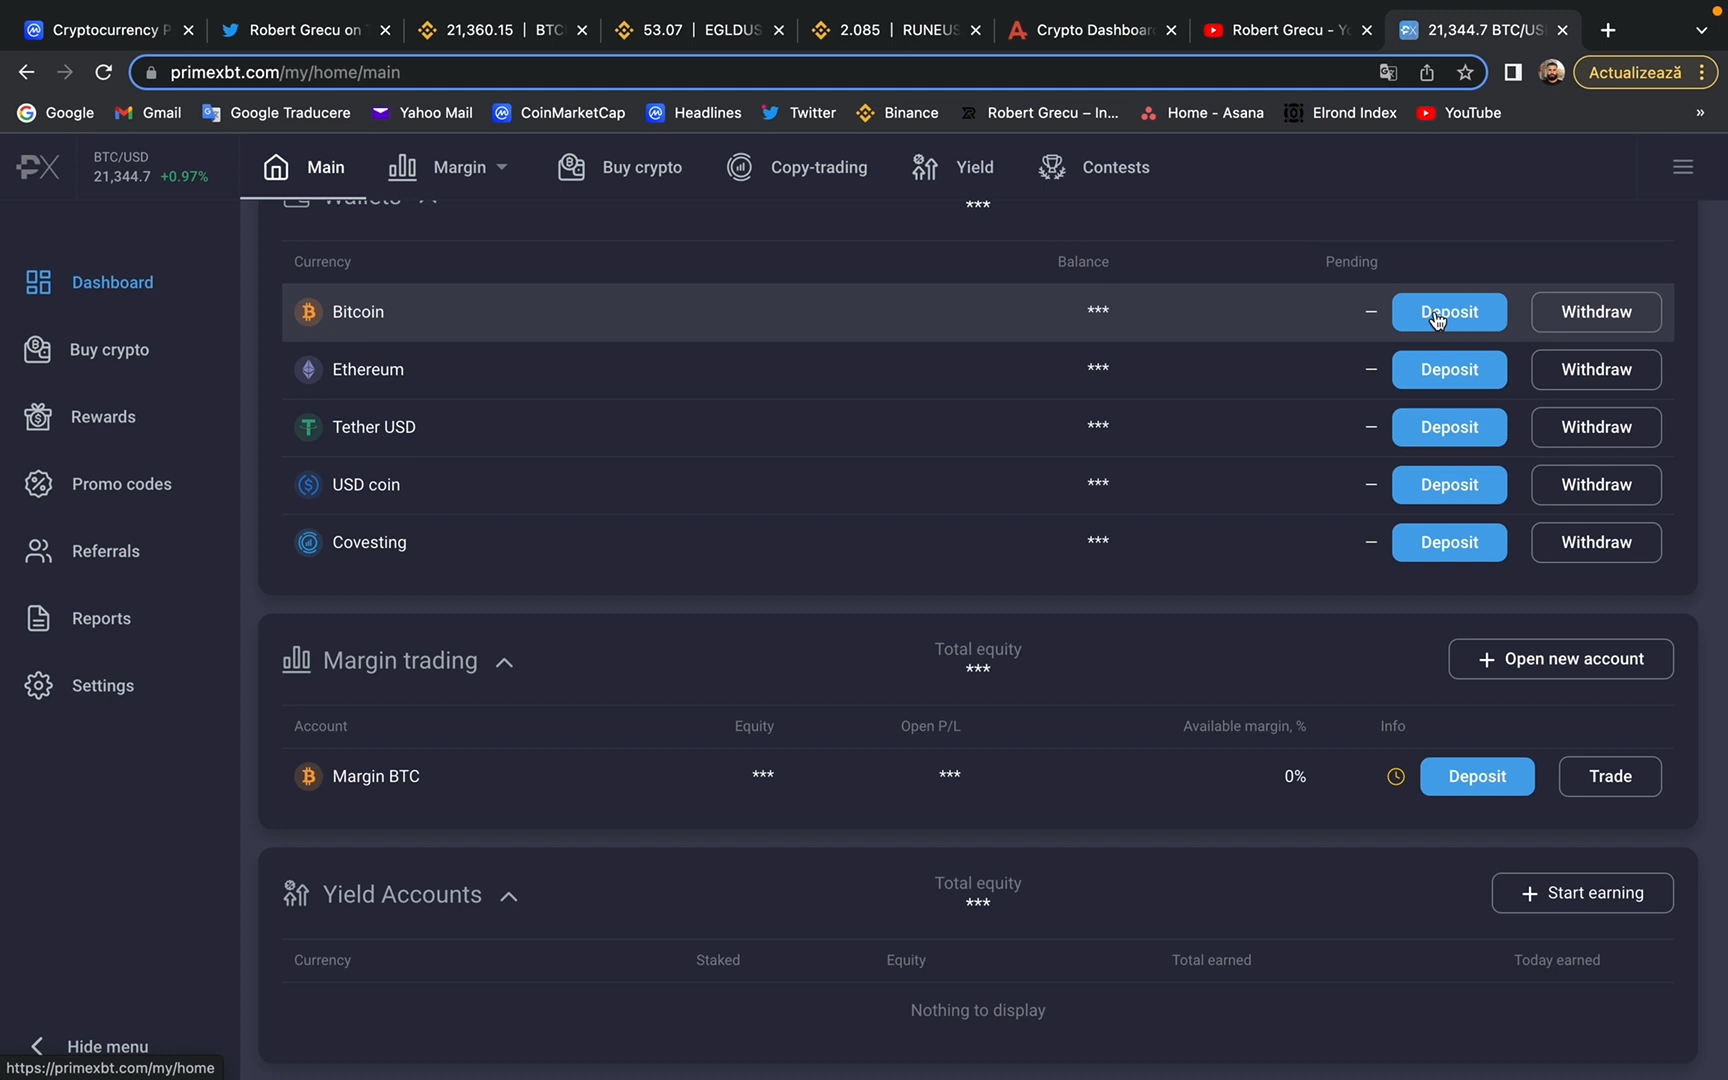 Cryptocurrency P
Robert Grecu on T
21,360.15 | BTC
53.07 | EGLDUS
2.085 | RUNEUS
Crypto Dashboar
Robert Grecu - Yo
21,344.7 BTC/US
primexbt.com/my/home/main
Actualizează
Google
Gmail
Google Traducere
Yahoo Mail
CoinMarketCap
Headlines
Twitter
Binance
Robert Grecu – In...
Home - Asana
Elrond Index
YouTube
»
PX
BTC/USD
21,344.7 +0.97%
Main
Margin
Buy crypto
Copy-trading
Yield
Contests
Wallets
***
Dashboard
Buy crypto
Rewards
Promo codes
Referrals
Reports
Settings
Hide menu
Currency Balance Pending
Bitcoin *** – Deposit Withdraw
Ethereum *** – Deposit Withdraw
Tether USD *** – Deposit Withdraw
USD coin *** – Deposit Withdraw
Covesting *** – Deposit Withdraw
Margin trading
Total equity
***
+ Open new account
Account Equity Open P/L Available margin, % Info
Margin BTC *** *** 0% Deposit Trade
Yield Accounts
Total equity
***
+ Start earning
Currency Staked Equity Total earned Today earned
Nothing to display
https://primexbt.com/my/home